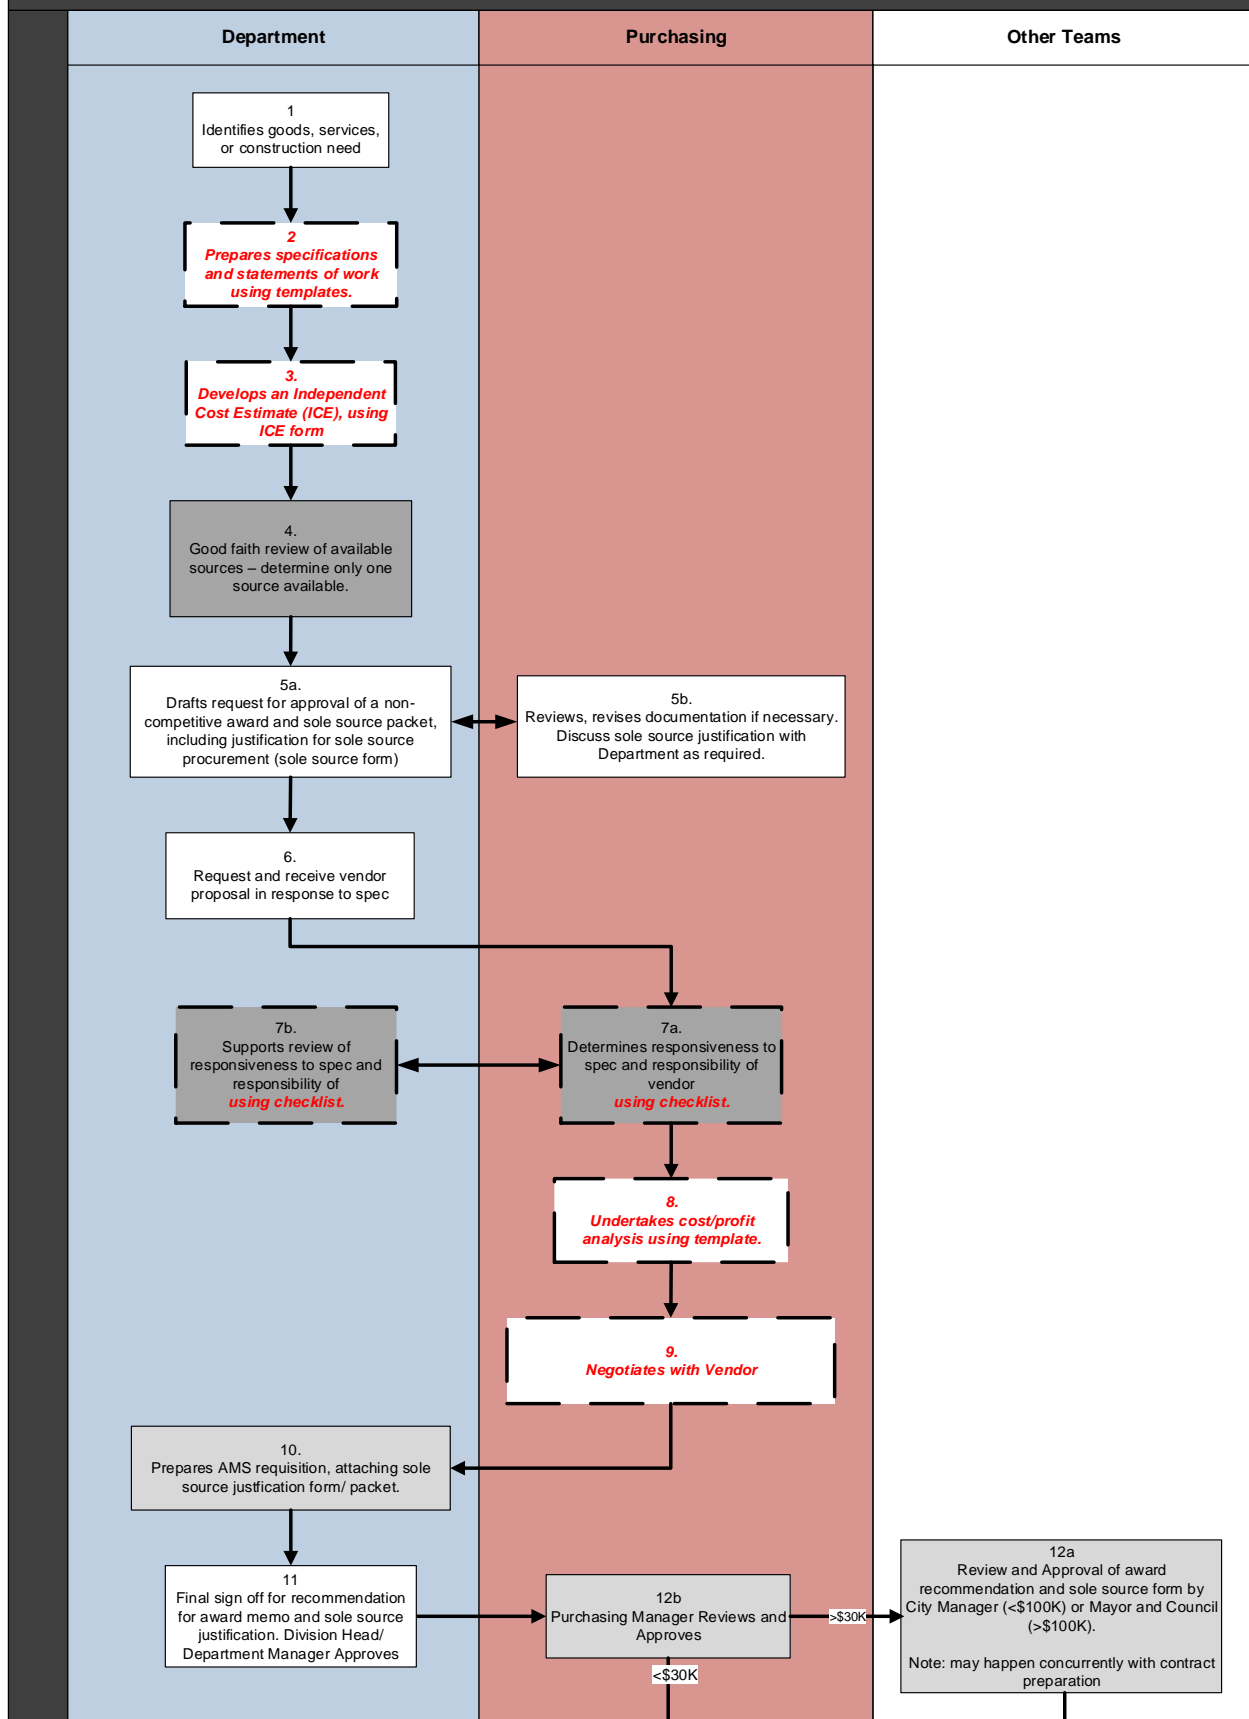 Department
Purchasing
Other Teams
1
Identifies goods, services,
or construction need
2
Prepares specifications
and statements of work
using templates.
3.
Develops an Independent
Cost Estimate (ICE), using
ICE form
4.
Good faith review of available
sources – determine only one
source available.
5a.
Drafts request for approval of a non-
competitive award and sole source packet,
including justification for sole source
procurement (sole source form)
5b.
Reviews, revises documentation if necessary.
Discuss sole source justification with
Department as required.
6.
Request and receive vendor
proposal in response to spec
7b.
Supports review of
responsiveness to spec and
responsibility of
using checklist.
7a.
Determines responsiveness to
spec and responsibility of
vendor
using checklist.
8.
Undertakes cost/profit
analysis using template.
9.
Negotiates with Vendor
10.
Prepares AMS requisition, attaching sole
source justfication form/ packet.
11
Final sign off for recommendation
for award memo and sole source
justification. Division Head/
Department Manager Approves
12b
Purchasing Manager Reviews and
Approves
>$30K
<$30K
12a
Review and Approval of award
recommendation and sole source form by
City Manager (<$100K) or Mayor and Council
(>$100K).
Note: may happen concurrently with contract
preparation